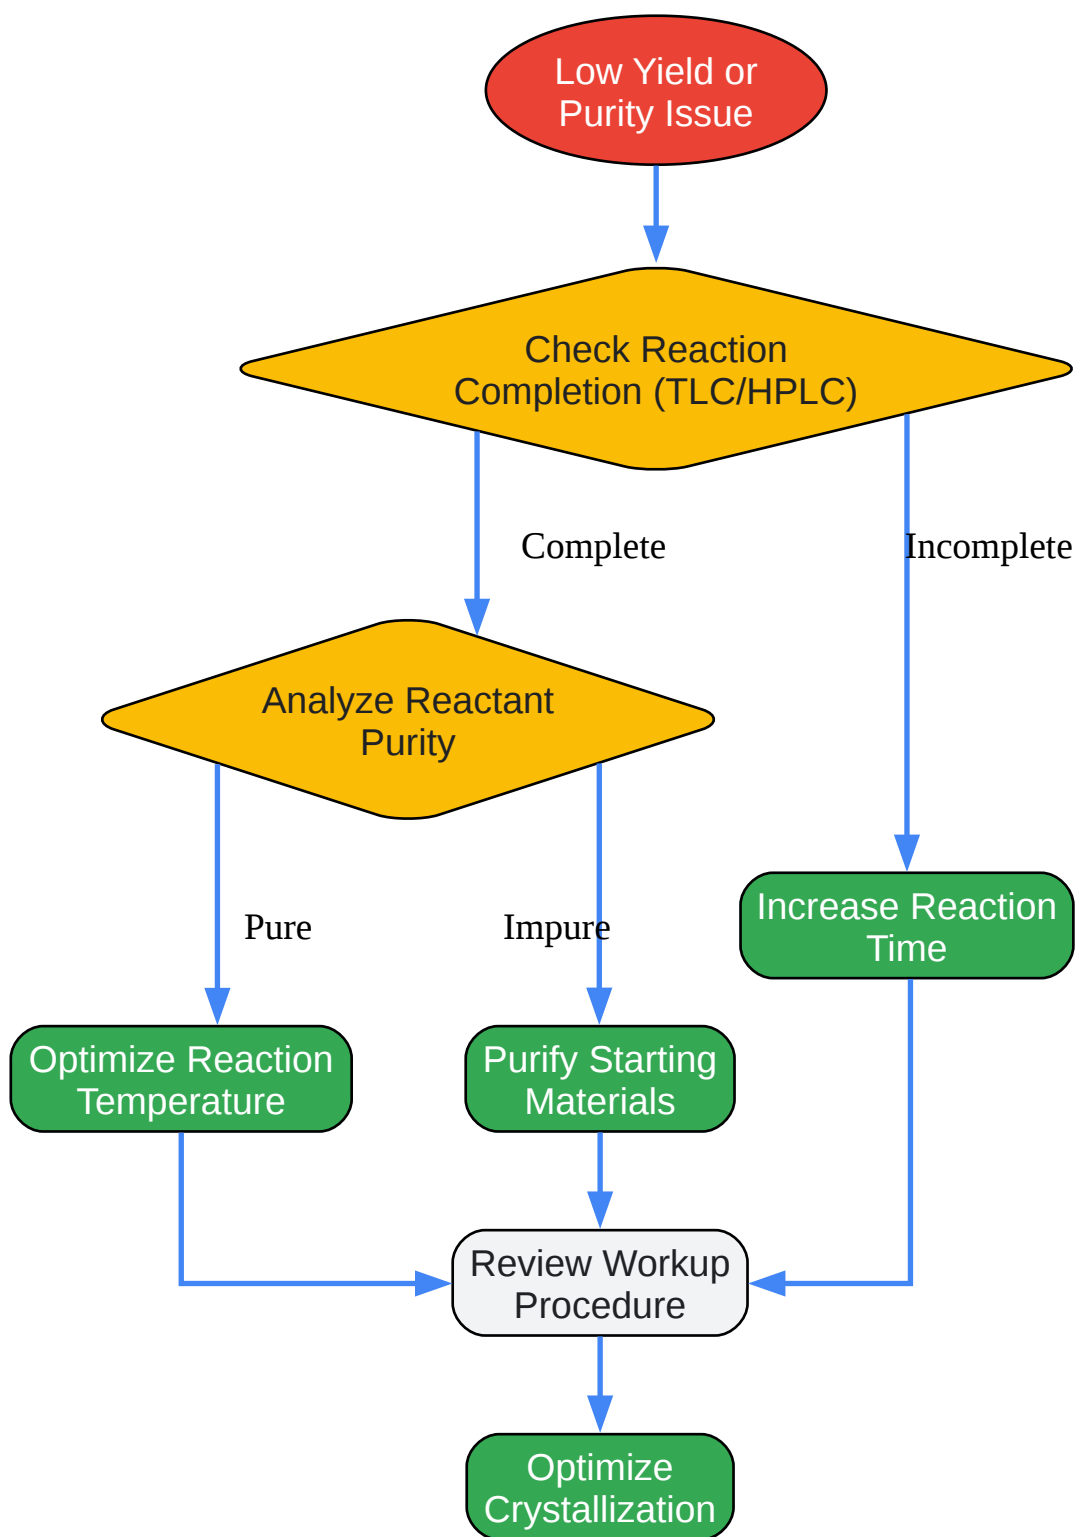 Low Yield or
Purity Issue
Check Reaction
Completion (TLC/HPLC)
Complete
Incomplete
Analyze Reactant
Purity
Pure
Impure
Increase Reaction
Time
Optimize Reaction
Temperature
Purify Starting
Materials
Review Workup
Procedure
Optimize
Crystallization